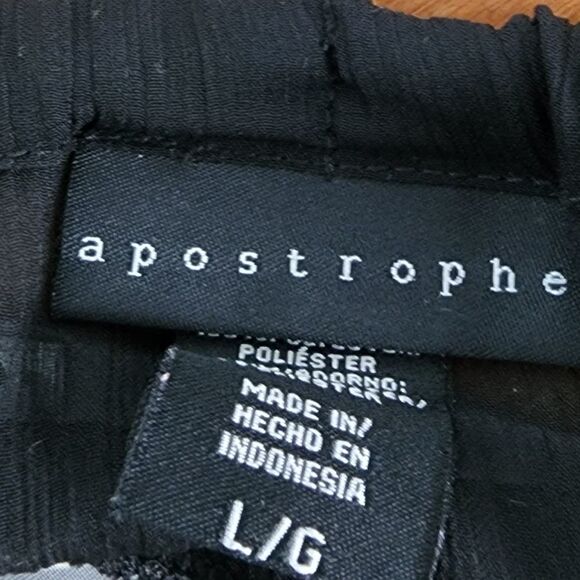 apostrophe
POLIÉSTER
MADE IN/
HECHO EN
INDONESIA
L/G